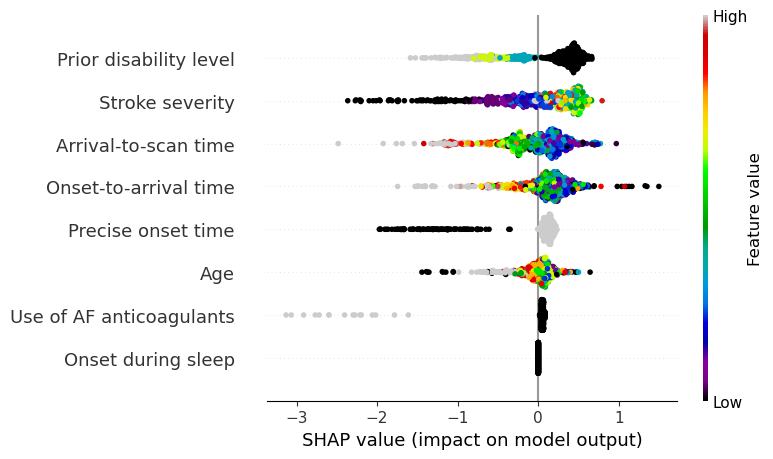 High
Prior disability level
Stroke severity
Arrival-to-scan time
Onset-to-arrival time
Precise onset time
Age
Use of AF anticoagulants
Onset during sleep
Feature value
Low
−3
−2
−1
0
1
SHAP value (impact on model output)